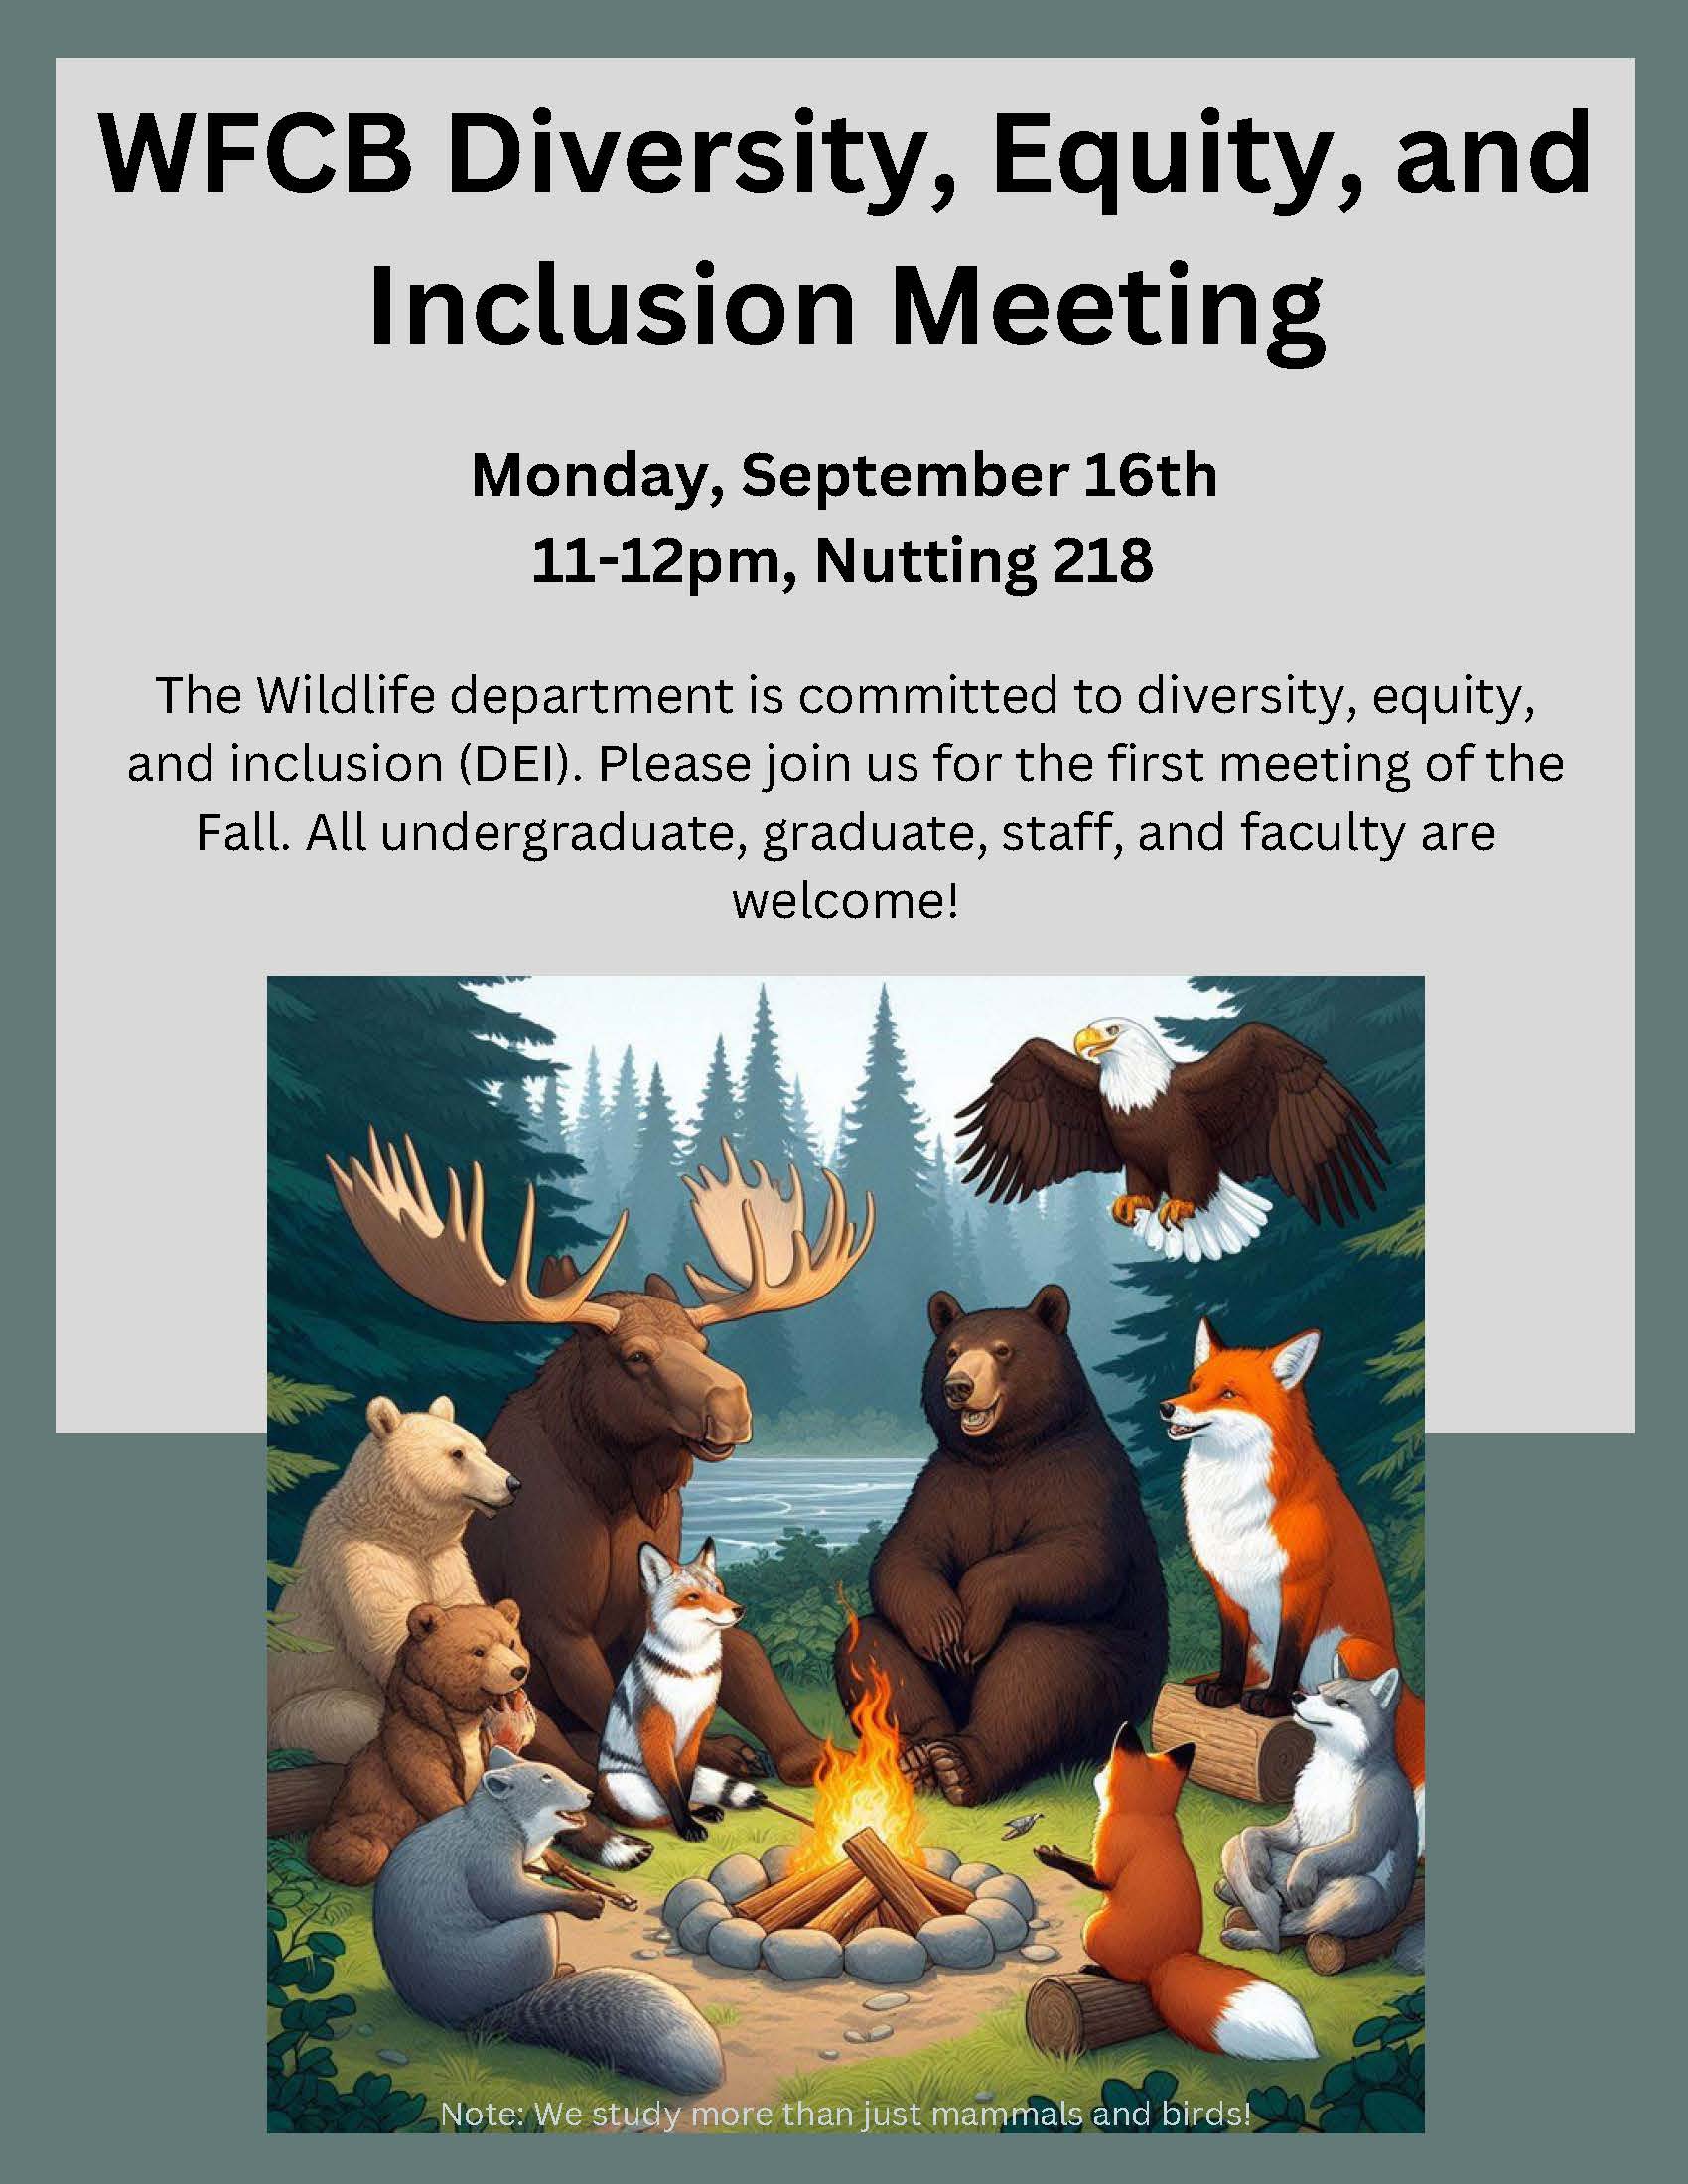 WFCB Diversity, Equity, and
Inclusion Meeting
Monday, September 16th
11-12pm, Nutting 218
The Wildlife department is committed to diversity, equity,
and inclusion (DEI). Please join us for the first meeting of the
Fall. All undergraduate, graduate, staff, and faculty are
welcome!
Note: We study more than just mammals and birds!